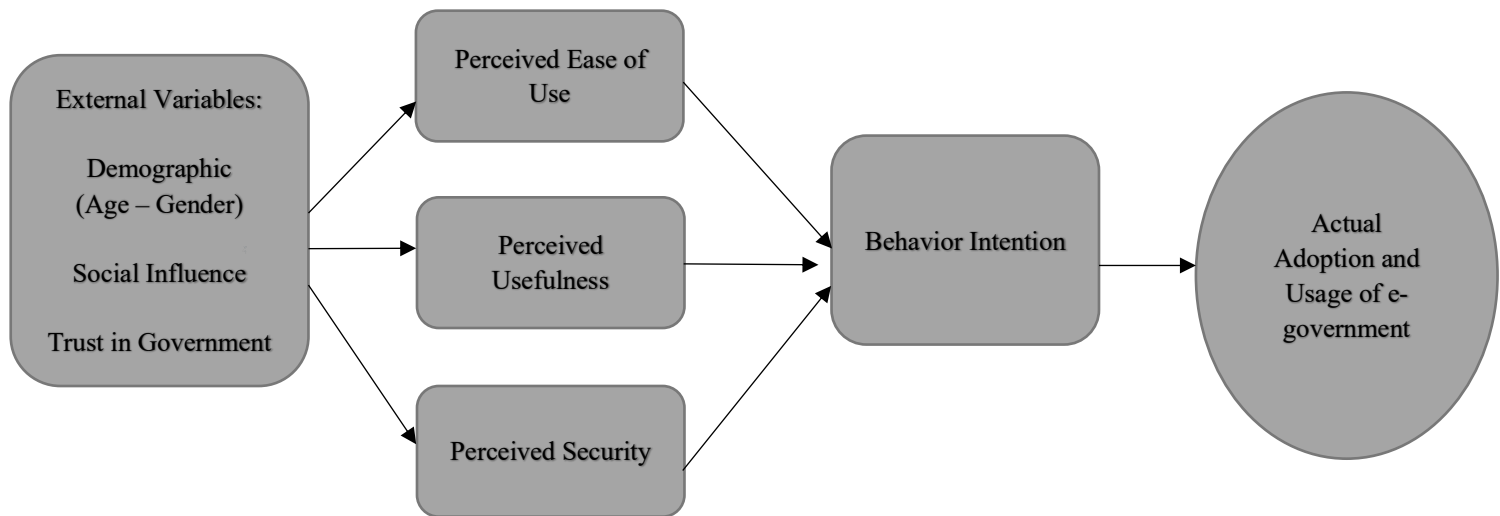 External Variables:
Demographic
(Age – Gender)
Social Influence
Trust in Government
Perceived Ease of
Use
Perceived
Usefulness
Perceived Security
Behavior Intention
Actual
Adoption and
Usage of e-
government